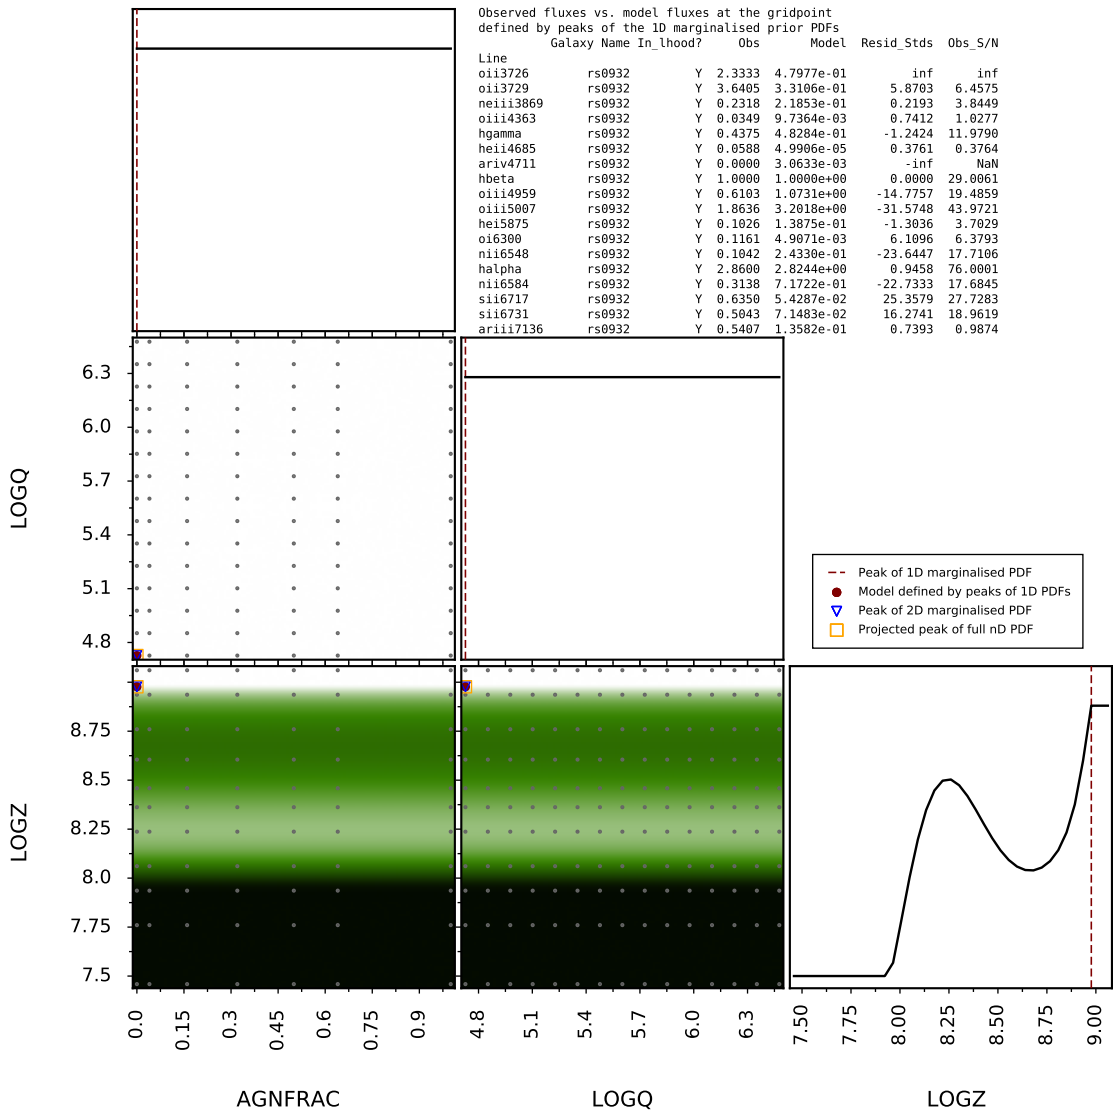 Observed fluxes vs. model fluxes at the gridpoint
defined by peaks of the 1D marginalised prior PDFs
Galaxy Name In_lhood? Obs Model Resid_Stds Obs_S/N
Line
oii3726 rs0932 Y 2.3333 4.7977e-01 inf inf
oii3729 rs0932 Y 3.6405 3.3106e-01 5.8703 6.4575
neiii3869 rs0932 Y 0.2318 2.1853e-01 0.2193 3.8449
oiii4363 rs0932 Y 0.0349 9.7364e-03 0.7412 1.0277
hgamma rs0932 Y 0.4375 4.8284e-01 -1.2424 11.9790
heii4685 rs0932 Y 0.0588 4.9906e-05 0.3761 0.3764
ariv4711 rs0932 Y 0.0000 3.0633e-03 -inf NaN
hbeta rs0932 Y 1.0000 1.0000e+00 0.0000 29.0061
oiii4959 rs0932 Y 0.6103 1.0731e+00 -14.7757 19.4859
oiii5007 rs0932 Y 1.8636 3.2018e+00 -31.5748 43.9721
hei5875 rs0932 Y 0.1026 1.3875e-01 -1.3036 3.7029
oi6300 rs0932 Y 0.1161 4.9071e-03 6.1096 6.3793
nii6548 rs0932 Y 0.1042 2.4330e-01 -23.6447 17.7106
halpha rs0932 Y 2.8600 2.8244e+00 0.9458 76.0001
nii6584 rs0932 Y 0.3138 7.1722e-01 -22.7333 17.6845
sii6717 rs0932 Y 0.6350 5.4287e-02 25.3579 27.7283
sii6731 rs0932 Y 0.5043 7.1483e-02 16.2741 18.9619
ariii7136 rs0932 Y 0.5407 1.3582e-01 0.7393 0.9874
LOGQ
6.3
6.0
5.7
5.4
5.1
4.8
Peak of 1D marginalised PDF
Model defined by peaks of 1D PDFs
Peak of 2D marginalised PDF
Projected peak of full nD PDF
LOGZ
8.75
8.5
8.25
8.0
7.75
7.5
0.0 0.15 0.3 0.45 0.6 0.75 0.9
4.8 5.1 5.4 5.7 6.0 6.3
7.50 7.75 8.00 8.25 8.50 8.75 9.00
AGNFRAC LOGQ LOGZ